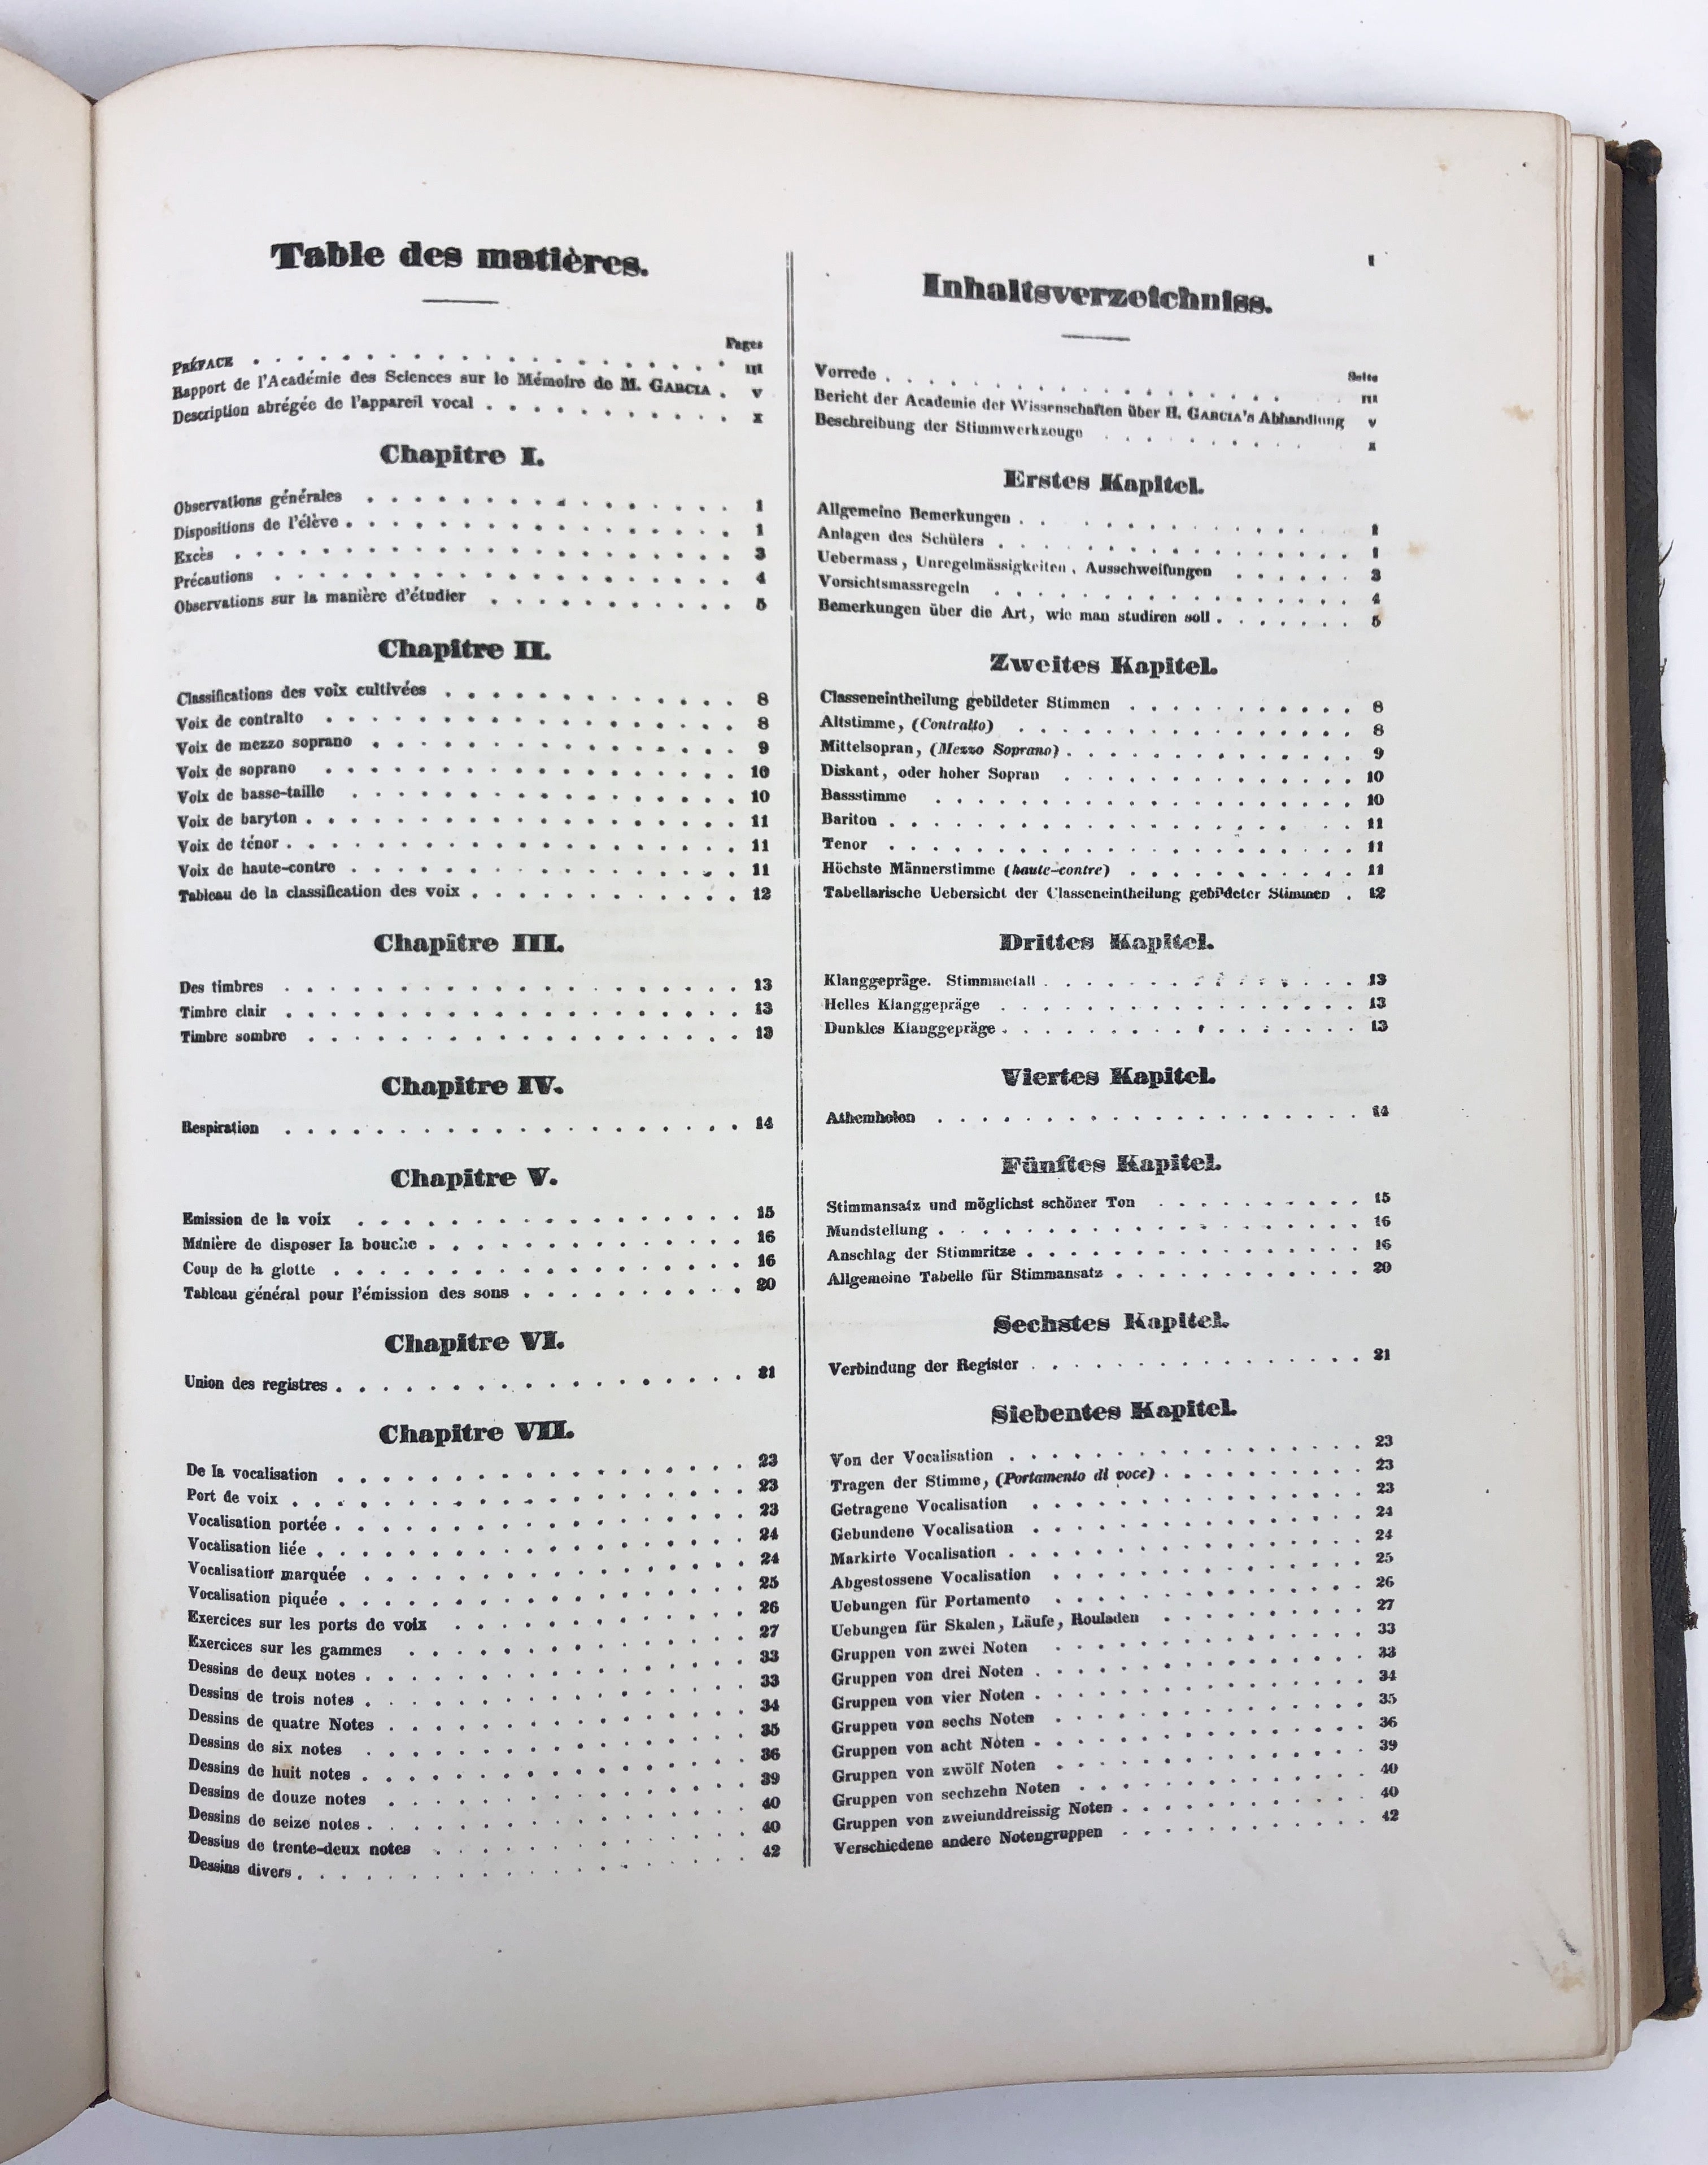 Table des matières.
Pages
PRÉFACE . . . . . . . . . . . . . . . . . . . . III
Rapport de l'Académie des Sciences sur le Mémoire de M. GARCIA . V
Description abrégée de l'appareil vocal . . . . . . . . . . . X
Chapitre I.
Observations générales . . . . . . . . . . . . . . . 1
Dispositions de l'élève . . . . . . . . . . . . . . . . 1
Excès . . . . . . . . . . . . . . . . . . . . 3
Précautions . . . . . . . . . . . . . . . . . . 4
Observations sur la manière d'étudier . . . . . . . . . . 5
Chapitre II.
Classifications des voix cultivées . . . . . . . . . . . . 8
Voix de contralto . . . . . . . . . . . . . . . . . 8
Voix de mezzo soprano . . . . . . . . . . . . . . . 9
Voix de soprano . . . . . . . . . . . . . . . . . 10
Voix de basse-taille . . . . . . . . . . . . . . . . 10
Voix de baryton . . . . . . . . . . . . . . . . . . 11
Voix de ténor . . . . . . . . . . . . . . . . . . . 11
Voix de haute-contre . . . . . . . . . . . . . . . . 11
Tableau de la classification des voix . . . . . . . . . . . 12
Chapitre III.
Des timbres . . . . . . . . . . . . . . . . . . . 13
Timbre clair . . . . . . . . . . . . . . . . . . . 13
Timbre sombre . . . . . . . . . . . . . . . . . . 13
Chapitre IV.
Respiration . . . . . . . . . . . . . . . . . . . 14
Chapitre V.
Emission de la voix . . . . . . . . . . . . . . . . 15
Manière de disposer la bouche . . . . . . . . . . . . . 16
Coup de la glotte . . . . . . . . . . . . . . . . . 16
Tableau général pour l'émission des sons . . . . . . . . . 20
Chapitre VI.
Union des registres . . . . . . . . . . . . . . . . . 21
Chapitre VII.
De la vocalisation . . . . . . . . . . . . . . . . . 23
Port de voix . . . . . . . . . . . . . . . . . . . 23
Vocalisation portée . . . . . . . . . . . . . . . . . 23
Vocalisation liée . . . . . . . . . . . . . . . . . . 24
Vocalisation marquée . . . . . . . . . . . . . . . . 24
Vocalisation piquée . . . . . . . . . . . . . . . . . 25
Exercices sur les ports de voix . . . . . . . . . . . . 26
Exercices sur les gammes . . . . . . . . . . . . . . 27
Dessins de deux notes . . . . . . . . . . . . . . . . 33
Dessins de trois notes . . . . . . . . . . . . . . . . 33
Dessins de quatre Notes . . . . . . . . . . . . . . . 34
Dessins de six notes . . . . . . . . . . . . . . . . 35
Dessins de huit notes . . . . . . . . . . . . . . . . 36
Dessins de douze notes . . . . . . . . . . . . . . . 39
Dessins de seize notes . . . . . . . . . . . . . . . . 40
Dessins de trente-deux notes . . . . . . . . . . . . . 40
Dessins divers . . . . . . . . . . . . . . . . . . . 42
I
Inhaltsverzeichniss.
Seite
Vorrede . . . . . . . . . . . . . . . . . . III
Bericht der Academie der Wissenschaften über H. GARCIA's Abhandlung V
Beschreibung der Stimmwerkzeuge . . . . . . . . . . X
Erstes Kapitel.
Allgemeine Bemerkungen . . . . . . . . . . . . . 1
Anlagen des Schülers . . . . . . . . . . . . . . . . 1
Uebermass, Unregelmässigkeiten, Ausschweifungen . . . . . . 3
Vorsichtsmassregeln . . . . . . . . . . . . . . . . 4
Bemerkungen über die Art, wie man studiren soll . . . . . . . 5
Zweites Kapitel.
Classeneintheilung gebildeter Stimmen . . . . . . . . . . . 8
Altstimme, (Contralto) . . . . . . . . . . . . . . . . 8
Mittelsopran, (Mezzo Soprano) . . . . . . . . . . . . . . 9
Diskant, oder hoher Sopran . . . . . . . . . . . . . . 10
Bassstimme . . . . . . . . . . . . . . . . . . . 10
Bariton . . . . . . . . . . . . . . . . . . . . 11
Tenor . . . . . . . . . . . . . . . . . . . . . 11
Höchste Männerstimme (haute-contre) . . . . . . . . . . . 11
Tabellarische Uebersicht der Classeneintheilung gebildeter Stimmen . 12
Drittes Kapitel.
Klanggepräge. Stimmmetall . . . . . . . . . . . . . . 13
Helles Klanggepräge . . . . . . . . . . . . . . . . 13
Dunkles Klanggepräge . . . . . . . . . . . . . . . . 13
Viertes Kapitel.
Athemholen . . . . . . . . . . . . . . . . . . . 14
Fünftes Kapitel.
Stimmansatz und möglichst schöner Ton . . . . . . . . . . 15
Mundstellung . . . . . . . . . . . . . . . . . . . 16
Anschlag der Stimmritze . . . . . . . . . . . . . . . 16
Allgemeine Tabelle für Stimmansatz . . . . . . . . . . . 20
Sechstes Kapitel.
Verbindung der Register . . . . . . . . . . . . . . . 21
Siebentes Kapitel.
Von der Vocalisation . . . . . . . . . . . . . . . . 23
Tragen der Stimme, (Portamento di voce) . . . . . . . . . . 23
Getragene Vocalisation . . . . . . . . . . . . . . . 23
Gebundene Vocalisation . . . . . . . . . . . . . . . 24
Markirte Vocalisation . . . . . . . . . . . . . . . . 24
Abgestossene Vocalisation . . . . . . . . . . . . . . 25
Uebungen für Portamento . . . . . . . . . . . . . . 26
Uebungen für Skalen, Läufe, Rouladen . . . . . . . . . . 27
Gruppen von zwei Noten . . . . . . . . . . . . . . 33
Gruppen von drei Noten . . . . . . . . . . . . . . . 33
Gruppen von vier Noten . . . . . . . . . . . . . . . 34
Gruppen von sechs Noten . . . . . . . . . . . . . . 35
Gruppen von acht Noten . . . . . . . . . . . . . . . 36
Gruppen von zwölf Noten . . . . . . . . . . . . . . 39
Gruppen von sechzehn Noten . . . . . . . . . . . . . 40
Gruppen von zweiunddreissig Noten . . . . . . . . . . . 40
Verschiedene andere Notengruppen . . . . . . . . . . . 42